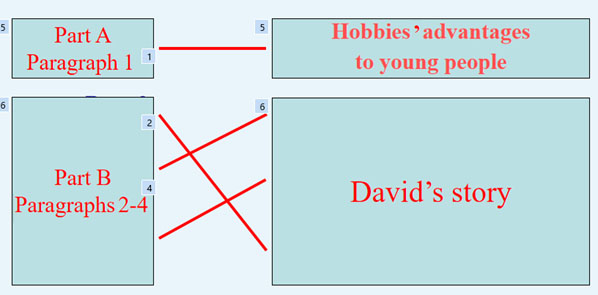 5
Part A
Paragraph 1
1
5
Hobbies’ advantages
to young people
6
2
Part B
4
Paragraphs 2-4
6
David’s story